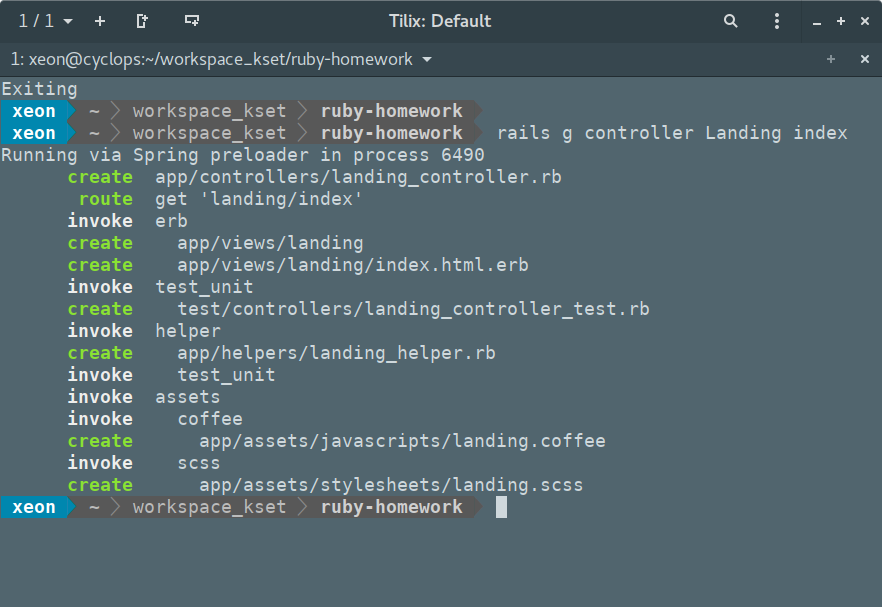 1 / 1 Tilix: Default
1: xeon@cyclops:~/workspace_kset/ruby-homework
Exiting
xeon ~ workspace_kset ruby-homework
xeon ~ workspace_kset ruby-homework rails g controller Landing index
Running via Spring preloader in process 6490
create app/controllers/landing_controller.rb
route get 'landing/index'
invoke erb
create app/views/landing
create app/views/landing/index.html.erb
invoke test_unit
create test/controllers/landing_controller_test.rb
invoke helper
create app/helpers/landing_helper.rb
invoke test_unit
invoke assets
invoke coffee
create app/assets/javascripts/landing.coffee
invoke scss
create app/assets/stylesheets/landing.scss
xeon ~ workspace_kset ruby-homework